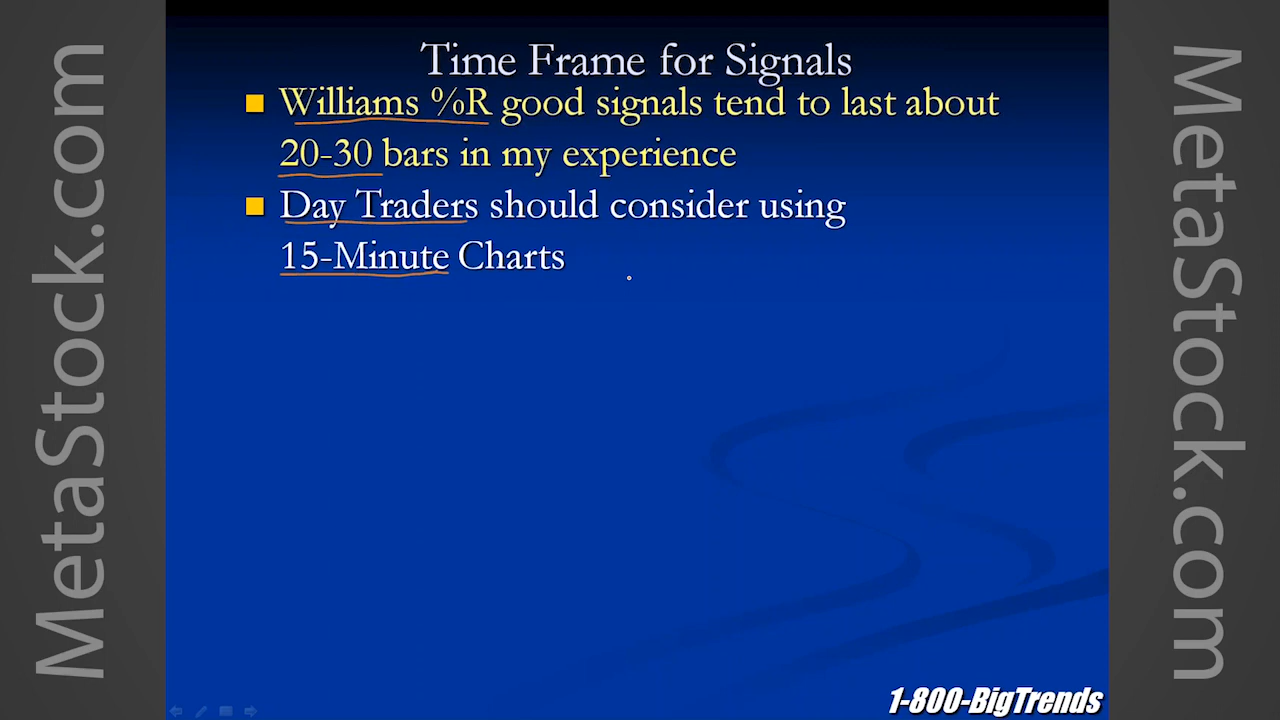 MetaStock.com
Time Frame for Signals
Williams %R good signals tend to last about
20-30 bars in my experience
Day Traders should consider using
15-Minute Charts
1-800-BigTrends
MetaStock.com